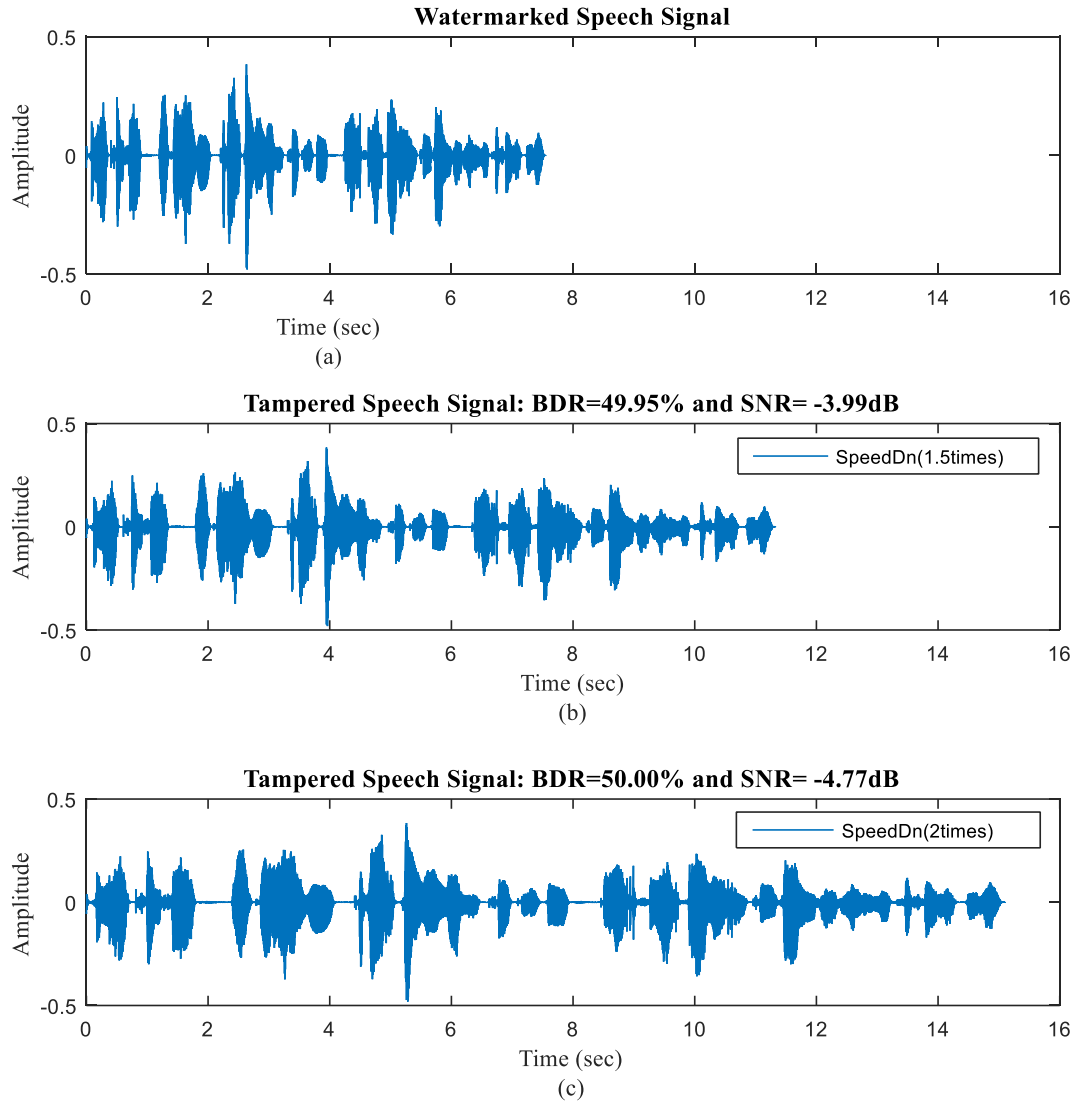 Watermarked Speech Signal
0.5
0
-0.5
Amplitude
0 2 4 6 8 10 12 14 16
Time (sec)
(a)
Tampered Speech Signal: BDR=49.95% and SNR= -3.99dB
0.5
0
-0.5
Amplitude
SpeedDn(1.5times)
0 2 4 6 8 10 12 14 16
Time (sec)
(b)
Tampered Speech Signal: BDR=50.00% and SNR= -4.77dB
0.5
0
-0.5
Amplitude
SpeedDn(2times)
0 2 4 6 8 10 12 14 16
Time (sec)
(c)